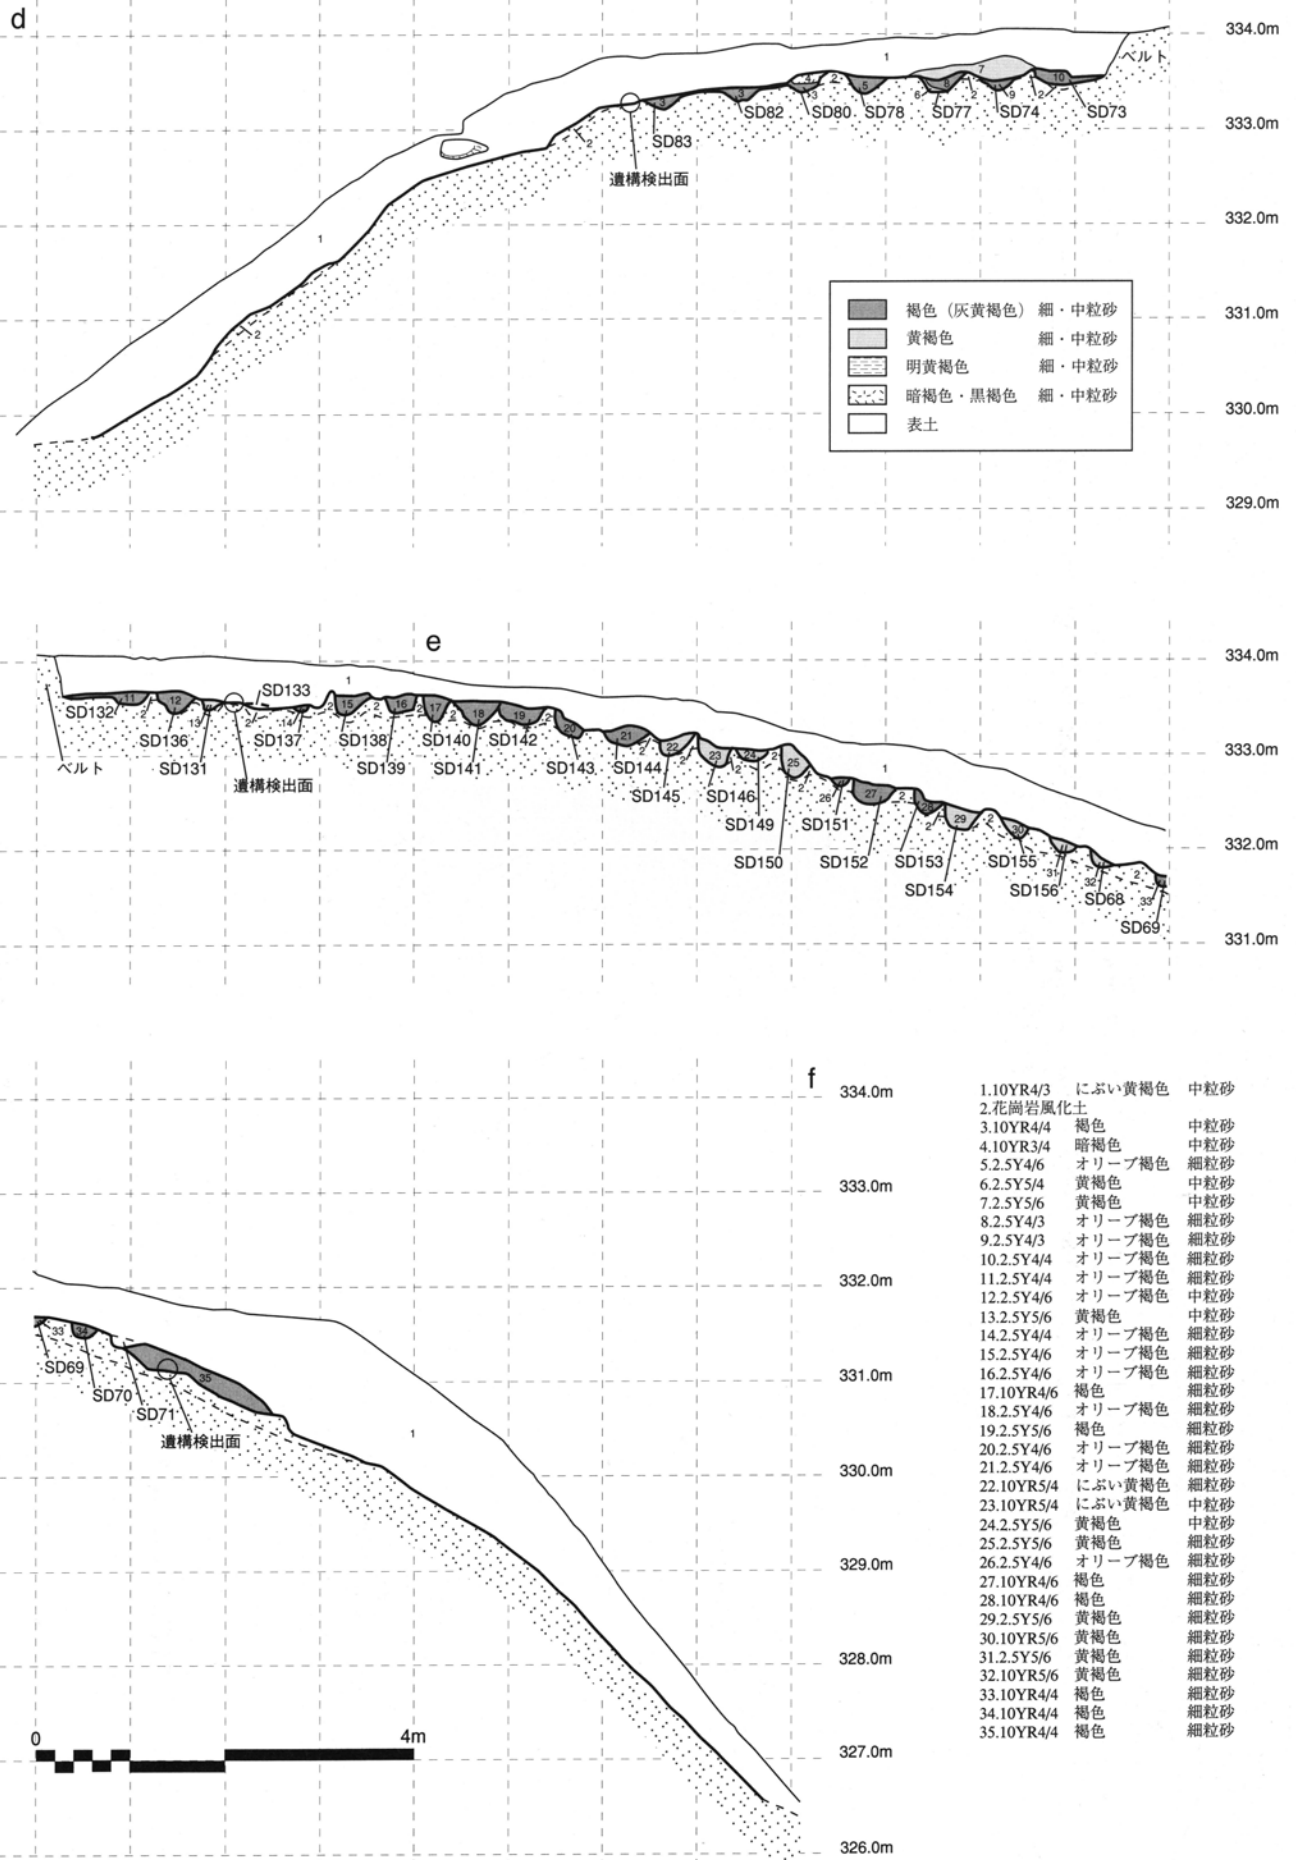 d
334.0m
ベルト
1
7
4
2
5
8
10
3
3
3
6
2
11
9
2
SD83
SD82
SD80
SD78
SD77
SD74
SD73
333.0m
2
遺構検出面
332.0m
1
2
331.0m
330.0m
329.0m
褐色（灰黄褐色） 細・中粒砂
黄褐色 細・中粒砂
明黄褐色 細・中粒砂
暗褐色・黒褐色 細・中粒砂
表土
e
334.0m
1
SD133
11
12
13
2
14
15
16
17
18
19
20
21
22
23
24
25
26
27
28
29
30
31
32
33
SD132
SD136
SD131
SD137
SD138
SD139
SD140
SD141
SD142
SD143
SD144
SD145
SD146
SD149
SD150
SD151
SD152
SD153
SD154
SD155
SD156
SD68
SD69
ベルト
遺構検出面
333.0m
1
332.0m
331.0m
f
334.0m
333.0m
332.0m
331.0m
330.0m
329.0m
328.0m
327.0m
326.0m
33
34
35
1
SD69
SD70
SD71
遺構検出面
0 4m
1.10YR4/3 にぶい黄褐色 中粒砂
2.花崗岩風化土
3.10YR4/4 褐色 中粒砂
4.10YR3/4 暗褐色 中粒砂
5.2.5Y4/6 オリーブ褐色 細粒砂
6.2.5Y5/4 黄褐色 中粒砂
7.2.5Y5/6 黄褐色 中粒砂
8.2.5Y4/3 オリーブ褐色 細粒砂
9.2.5Y4/3 オリーブ褐色 細粒砂
10.2.5Y4/4 オリーブ褐色 細粒砂
11.2.5Y4/4 オリーブ褐色 細粒砂
12.2.5Y4/6 オリーブ褐色 中粒砂
13.2.5Y5/6 黄褐色 中粒砂
14.2.5Y4/4 オリーブ褐色 細粒砂
15.2.5Y4/6 オリーブ褐色 細粒砂
16.2.5Y4/6 オリーブ褐色 細粒砂
17.10YR4/6 褐色 細粒砂
18.2.5Y4/6 オリーブ褐色 細粒砂
19.2.5Y5/6 褐色 細粒砂
20.2.5Y4/6 オリーブ褐色 細粒砂
21.2.5Y4/6 オリーブ褐色 細粒砂
22.10YR5/4 にぶい黄褐色 細粒砂
23.10YR5/4 にぶい黄褐色 中粒砂
24.2.5Y5/6 黄褐色 中粒砂
25.2.5Y5/6 黄褐色 細粒砂
26.2.5Y4/6 オリーブ褐色 細粒砂
27.10YR4/6 褐色 細粒砂
28.10YR4/6 褐色 細粒砂
29.2.5Y5/6 黄褐色 細粒砂
30.10YR5/6 黄褐色 細粒砂
31.2.5Y5/6 黄褐色 細粒砂
32.10YR5/6 黄褐色 細粒砂
33.10YR4/4 褐色 細粒砂
34.10YR4/4 褐色 細粒砂
35.10YR4/4 褐色 細粒砂